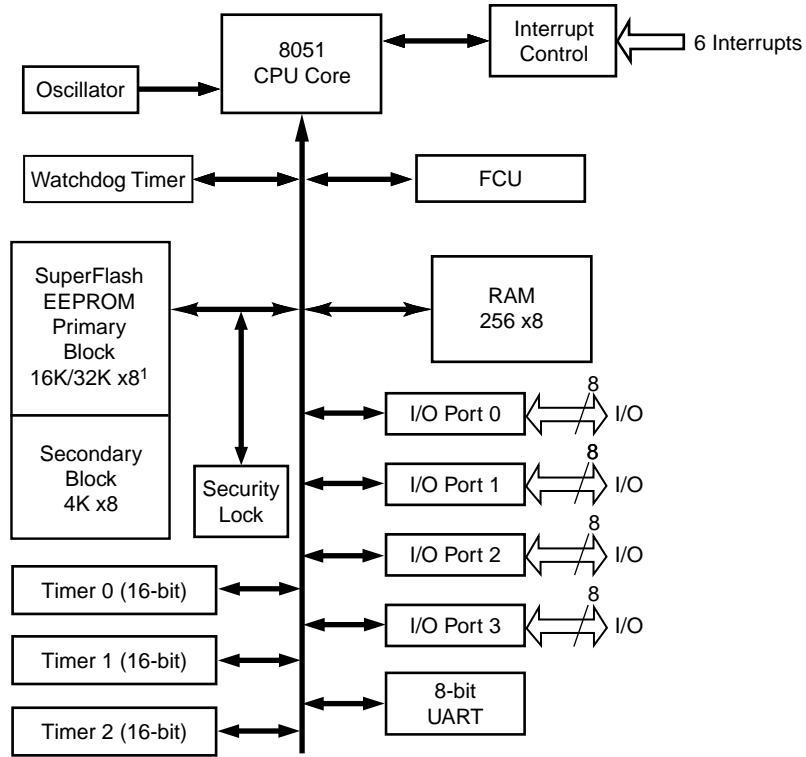 8051
CPU Core
Interrupt
Control
6 Interrupts
Oscillator
Watchdog Timer
FCU
SuperFlash
EEPROM
Primary
Block
16K/32K x8¹
RAM
256 x8
8
I/O Port 0
I/O
Secondary
Block
4K x8
Security
Lock
8
I/O Port 1
I/O
8
I/O Port 2
I/O
Timer 0 (16-bit)
8
I/O Port 3
I/O
Timer 1 (16-bit)
8-bit
UART
Timer 2 (16-bit)